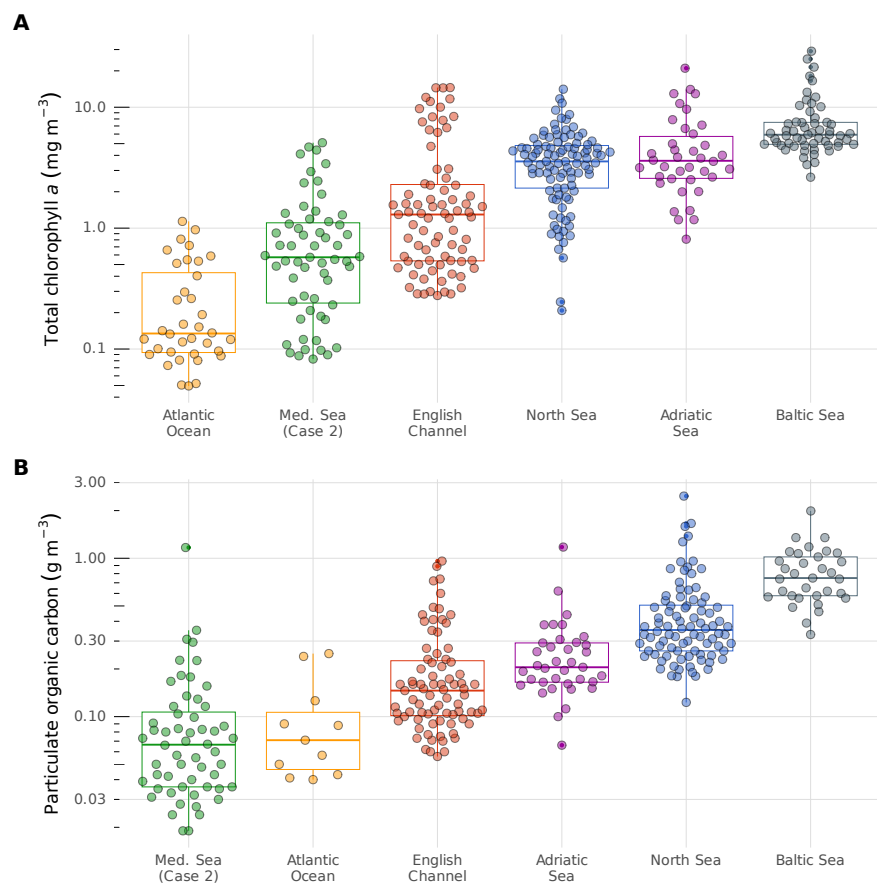 A
Total chlorophyll a (mg m⁻³)
10.0
1.0
0.1
Atlantic
Ocean
Med. Sea
(Case 2)
English
Channel
North Sea
Adriatic
Sea
Baltic Sea
B
Particulate organic carbon (g m⁻³)
3.00
1.00
0.30
0.10
0.03
Med. Sea
(Case 2)
Atlantic
Ocean
English
Channel
Adriatic
Sea
North Sea
Baltic Sea